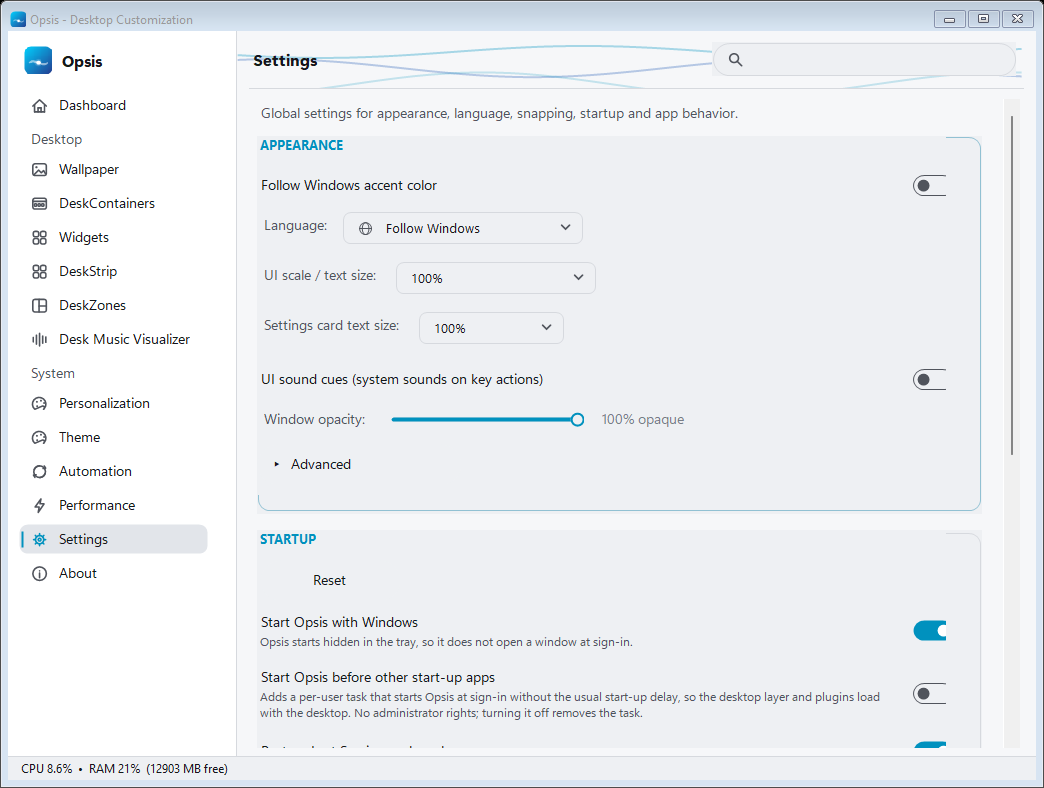 Opsis - Desktop Customization
Opsis
Settings
Dashboard
Desktop
Wallpaper
DeskContainers
Widgets
DeskStrip
DeskZones
Desk Music Visualizer
System
Personalization
Theme
Automation
Performance
Settings
About
Global settings for appearance, language, snapping, startup and app behavior.
APPEARANCE
Follow Windows accent color
Language: Follow Windows
UI scale / text size: 100%
Settings card text size: 100%
UI sound cues (system sounds on key actions)
Window opacity: 100% opaque
Advanced
STARTUP
Reset
Start Opsis with Windows
Opsis starts hidden in the tray, so it does not open a window at sign-in.
Start Opsis before other start-up apps
Adds a per-user task that starts Opsis at sign-in without the usual start-up delay, so the desktop layer and plugins load
with the desktop. No administrator rights; turning it off removes the task.
CPU 8.6% • RAM 21% (12903 MB free)